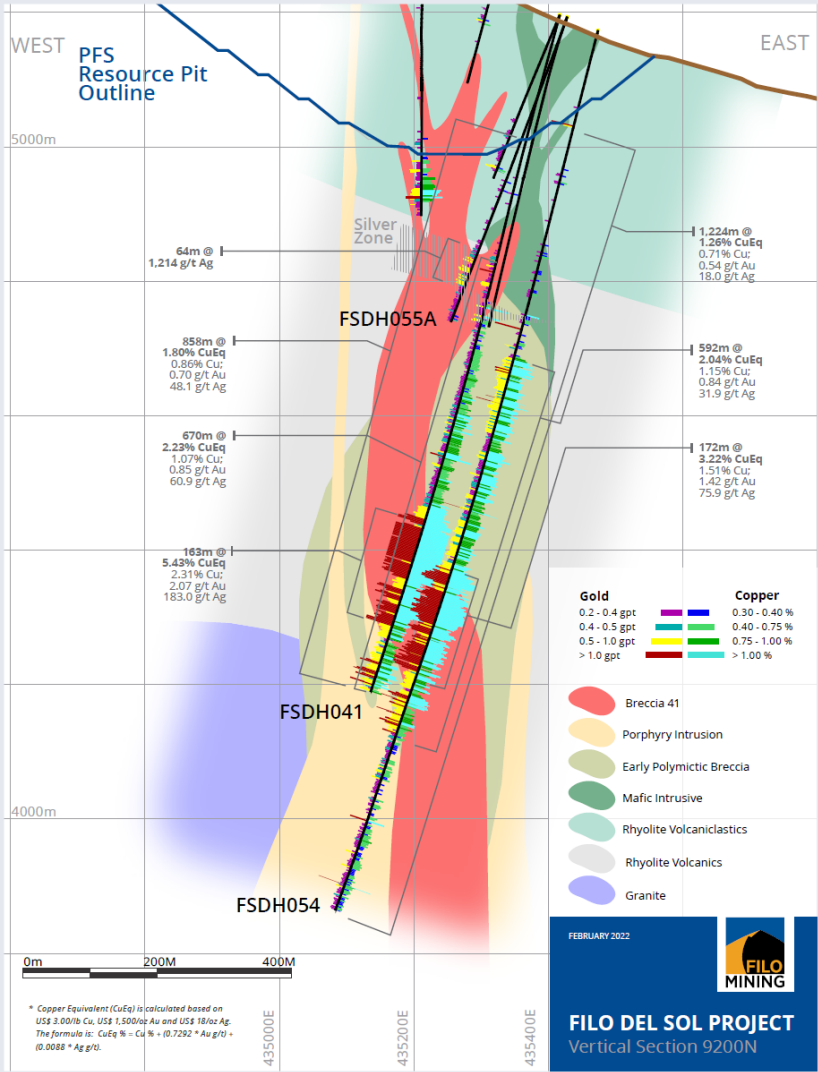 WEST
EAST
PFS
Resource Pit
Outline
5000m
Silver
Zone
64m @
1,214 g/t Ag
1,224m @
1.26% CuEq
0.71% Cu;
0.54 g/t Au
18.0 g/t Ag
FSDH055A
858m @
1.80% CuEq
0.86% Cu;
0.70 g/t Au
48.1 g/t Ag
592m @
2.04% CuEq
1.15% Cu;
0.84 g/t Au
31.9 g/t Ag
670m @
2.23% CuEq
1.07% Cu;
0.85 g/t Au
60.9 g/t Ag
172m @
3.22% CuEq
1.51% Cu;
1.42 g/t Au
75.9 g/t Ag
163m @
5.43% CuEq
2.31% Cu;
2.07 g/t Au
183.0 g/t Ag
Gold Copper
0.2 - 0.4 gpt 0.30 - 0.40 %
0.4 - 0.5 gpt 0.40 - 0.75 %
0.5 - 1.0 gpt 0.75 - 1.00 %
> 1.0 gpt > 1.00 %
FSDH041
Breccia 41
Porphyry Intrusion
Early Polymictic Breccia
Mafic Intrusive
Rhyolite Volcaniclastics
Rhyolite Volcanics
Granite
4000m
FSDH054
0m 200M 400M
* Copper Equivalent (CuEq) is calculated based on
US$ 3.00/lb Cu, US$ 1,500/oz Au and US$ 18/oz Ag.
The formula is: CuEq % = Cu % + (0.7292 * Au g/t) +
(0.0088 * Ag g/t).
435000E
435200E
435400E
FEBRUARY 2022
FILO
MINING
FILO DEL SOL PROJECT
Vertical Section 9200N